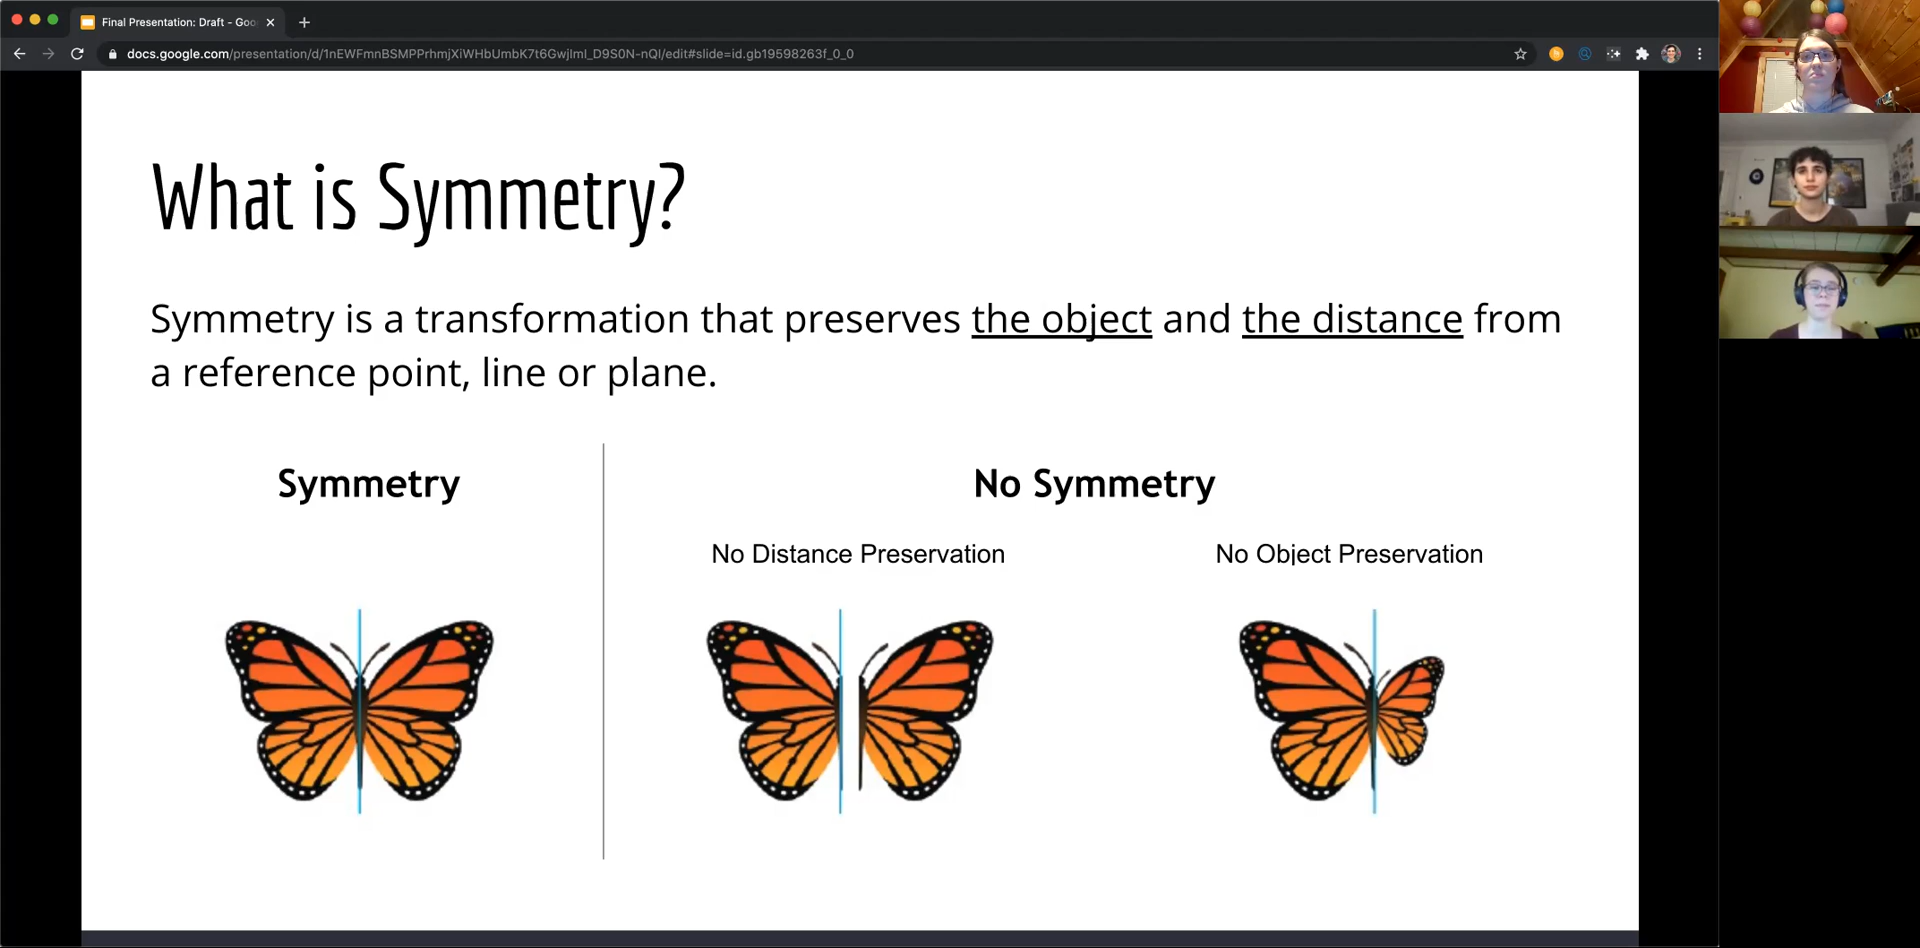 Final Presentation: Draft - Goo
docs.google.com/presentation/d/1nEWFmnBSMPPrhmjXiWHbUmbK7t6GwjImI_D9S0N-nQI/edit#slide=id.gb19598263f_0_0
What is Symmetry?
Symmetry is a transformation that preserves the object and the distance from
a reference point, line or plane.
Symmetry
No Symmetry
No Distance Preservation
No Object Preservation